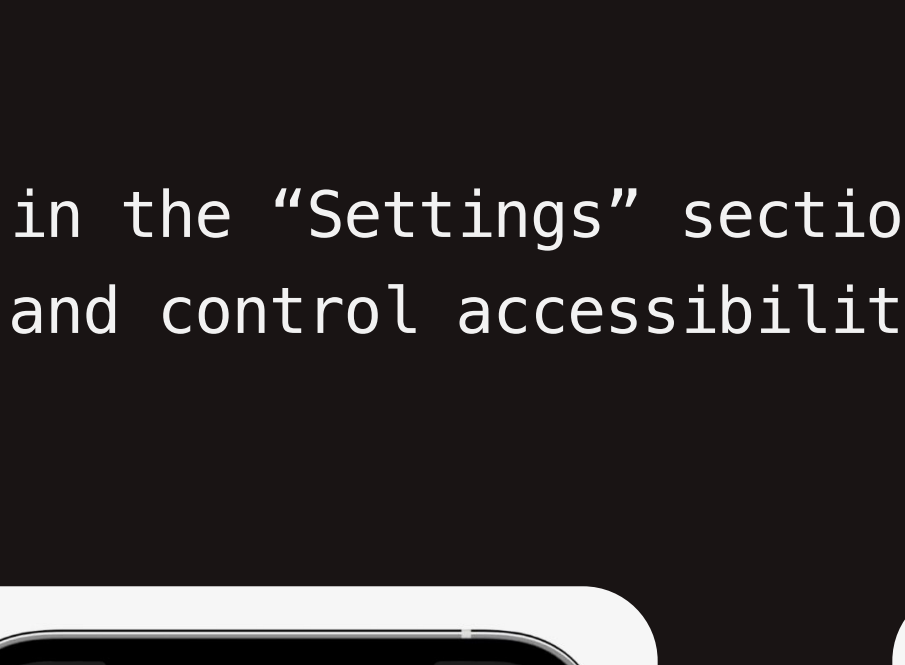 in the “Settings” sectio
and control accessibilit